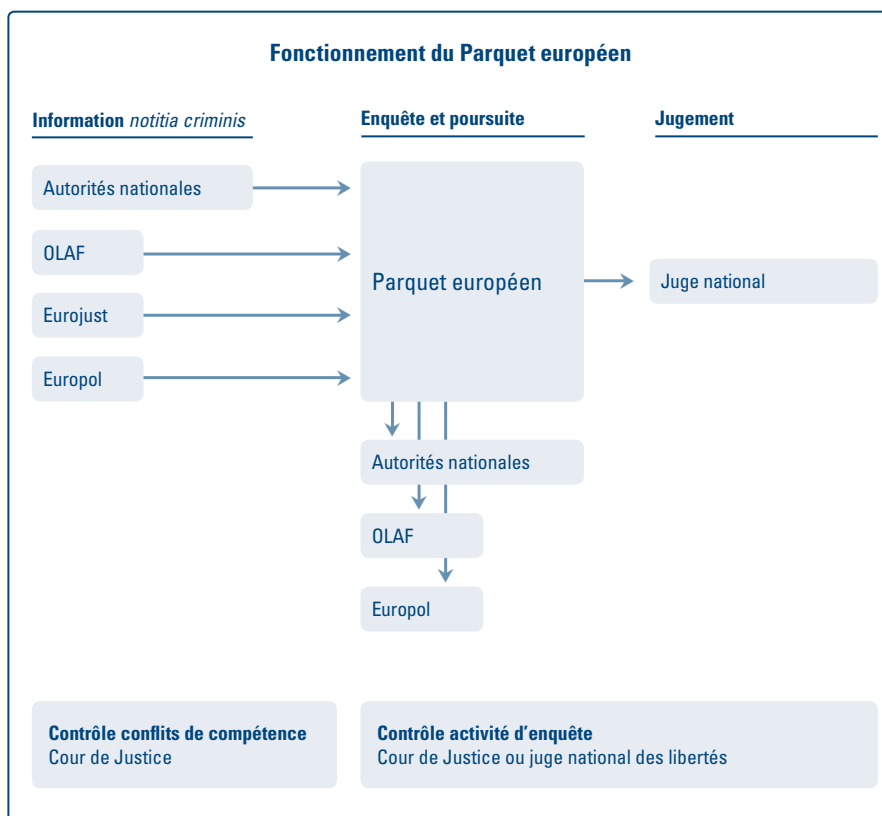 Fonctionnement du Parquet européen
Information notitia criminis
Enquête et poursuite
Jugement
Autorités nationales
OLAF
Eurojust
Europol
Parquet européen
Juge national
Autorités nationales
OLAF
Europol
Contrôle conflits de compétence
Cour de Justice
Contrôle activité d'enquête
Cour de Justice ou juge national des libertés